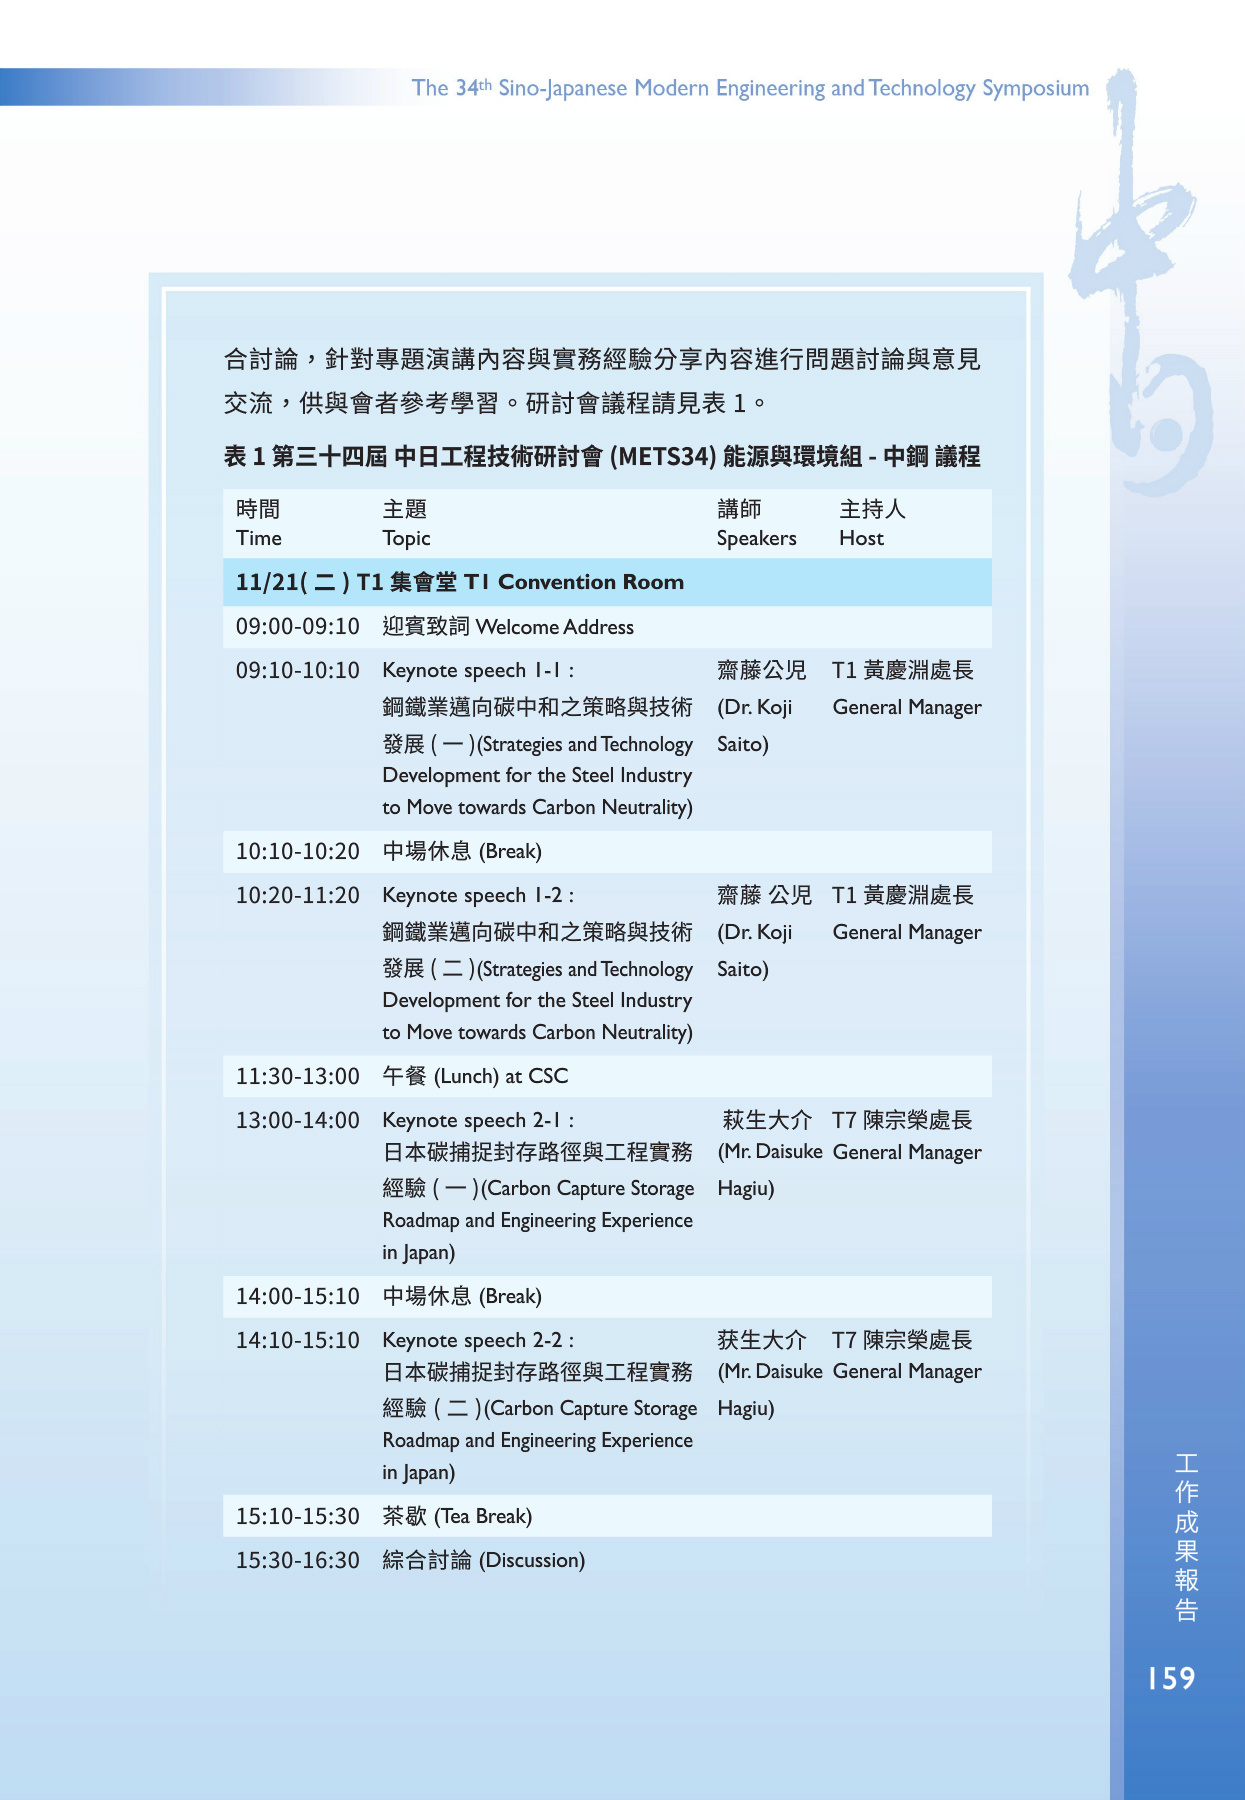 The 34th Sino-Japanese Modern Engineering and Technology Symposium
中日
合討論，針對專題演講內容與實務經驗分享內容進行問題討論與意見
交流，供與會者參考學習。研討會議程請見表 1。
表 1 第三十四屆 中日工程技術研討會 (METS34) 能源與環境組 - 中鋼 議程
時間 主題 講師 主持人
Time Topic Speakers Host
11/21( 二 ) T1 集會堂 T1 Convention Room
09:00-09:10 迎賓致詞 Welcome Address
09:10-10:10 Keynote speech 1-1 : 齋藤公児 T1 黃慶淵處長
鋼鐵業邁向碳中和之策略與技術 (Dr. Koji General Manager
發展 ( 一 )(Strategies and Technology Saito)
Development for the Steel Industry
to Move towards Carbon Neutrality)
10:10-10:20 中場休息 (Break)
10:20-11:20 Keynote speech 1-2 : 齋藤 公児 T1 黃慶淵處長
鋼鐵業邁向碳中和之策略與技術 (Dr. Koji General Manager
發展 ( 二 )(Strategies and Technology Saito)
Development for the Steel Industry
to Move towards Carbon Neutrality)
11:30-13:00 午餐 (Lunch) at CSC
13:00-14:00 Keynote speech 2-1 : 萩生大介 T7 陳宗榮處長
日本碳捕捉封存路徑與工程實務 (Mr. Daisuke General Manager
經驗 ( 一 )(Carbon Capture Storage Hagiu)
Roadmap and Engineering Experience
in Japan)
14:00-15:10 中場休息 (Break)
14:10-15:10 Keynote speech 2-2 : 荻生大介 T7 陳宗榮處長
日本碳捕捉封存路徑與工程實務 (Mr. Daisuke General Manager
經驗 ( 二 )(Carbon Capture Storage Hagiu)
Roadmap and Engineering Experience
in Japan)
15:10-15:30 茶歇 (Tea Break)
15:30-16:30 綜合討論 (Discussion)
工作成果報告
159